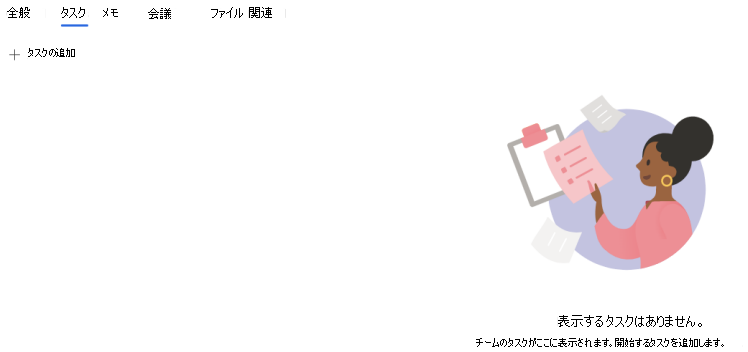 全般 タスク メモ 会議 ファイル 関連
タスクの追加
表示するタスクはありません。
チームのタスクがここに表示されます。開始するタスクを追加します。